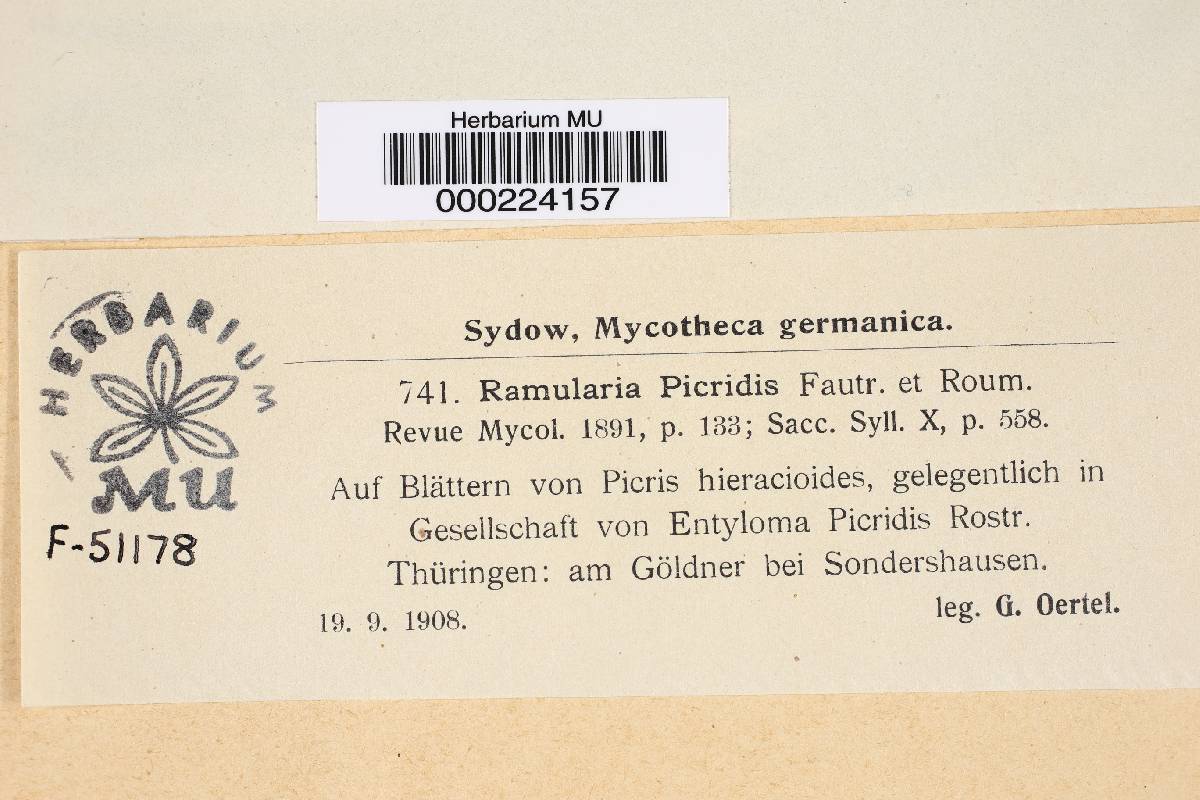 Herbarium MU
000224157
HERBARIUM
MU
F-51178
Sydow, Mycotheca germanica.
741. Ramularia Picridis Fautr. et Roum.
Revue Mycol. 1891, p. 133; Sacc. Syll. X, p. 558.
Auf Blättern von Picris hieracioides, gelegentlich in
Gesellschaft von Entyloma Picridis Rostr.
Thüringen: am Göldner bei Sondershausen.
19. 9. 1908.
leg. G. Oertel.